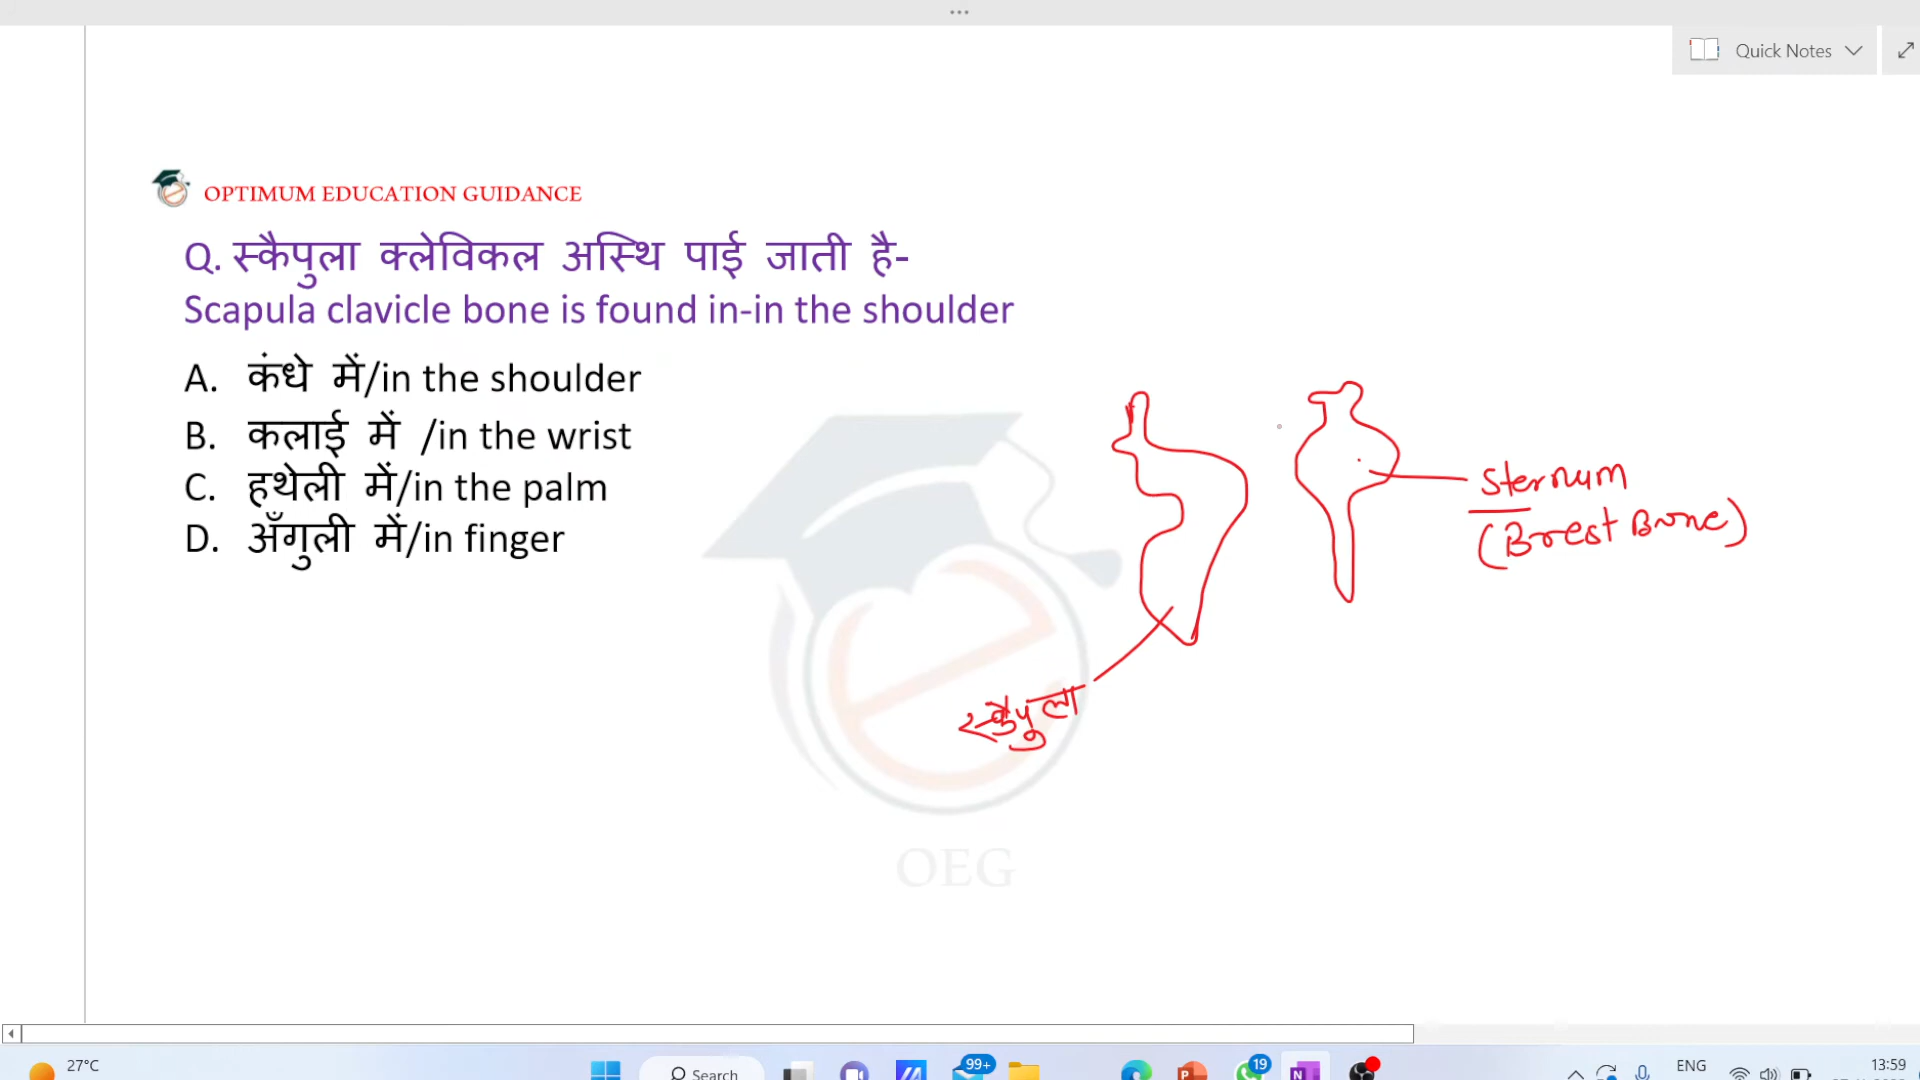 Quick Notes
OPTIMUM EDUCATION GUIDANCE
Q. स्कैपुला क्लेविकल अस्थि पाई जाती है-
Scapula clavicle bone is found in-in the shoulder
A. कंधे में/in the shoulder
B. कलाई में /in the wrist
C. हथेली में/in the palm
D. अँगुली में/in finger
Sternum
(Brest Bone)
स्कैपुला
OEG
27°C
Search
99+
19
ENG
13:59